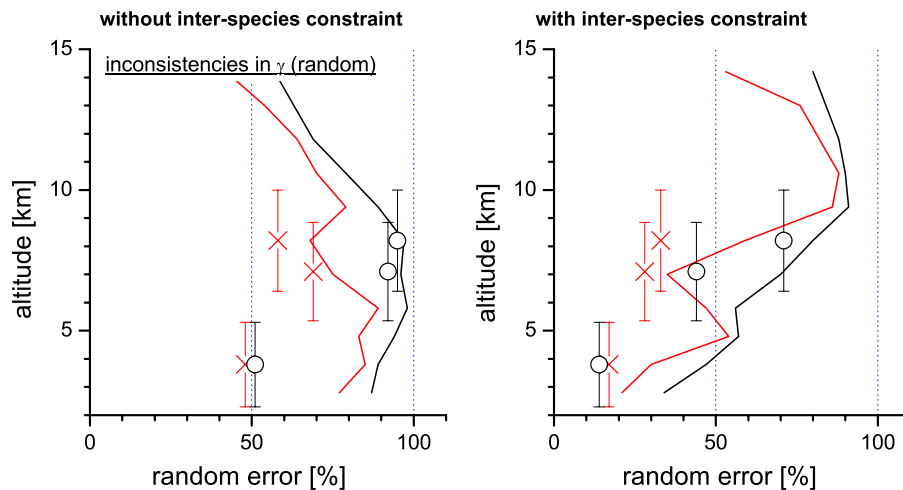 without inter-species constraint
with inter-species constraint
inconsistencies in γ (random)
15
10
5
altitude [km]
0
50
100
random error [%]
15
10
5
altitude [km]
0
50
100
random error [%]